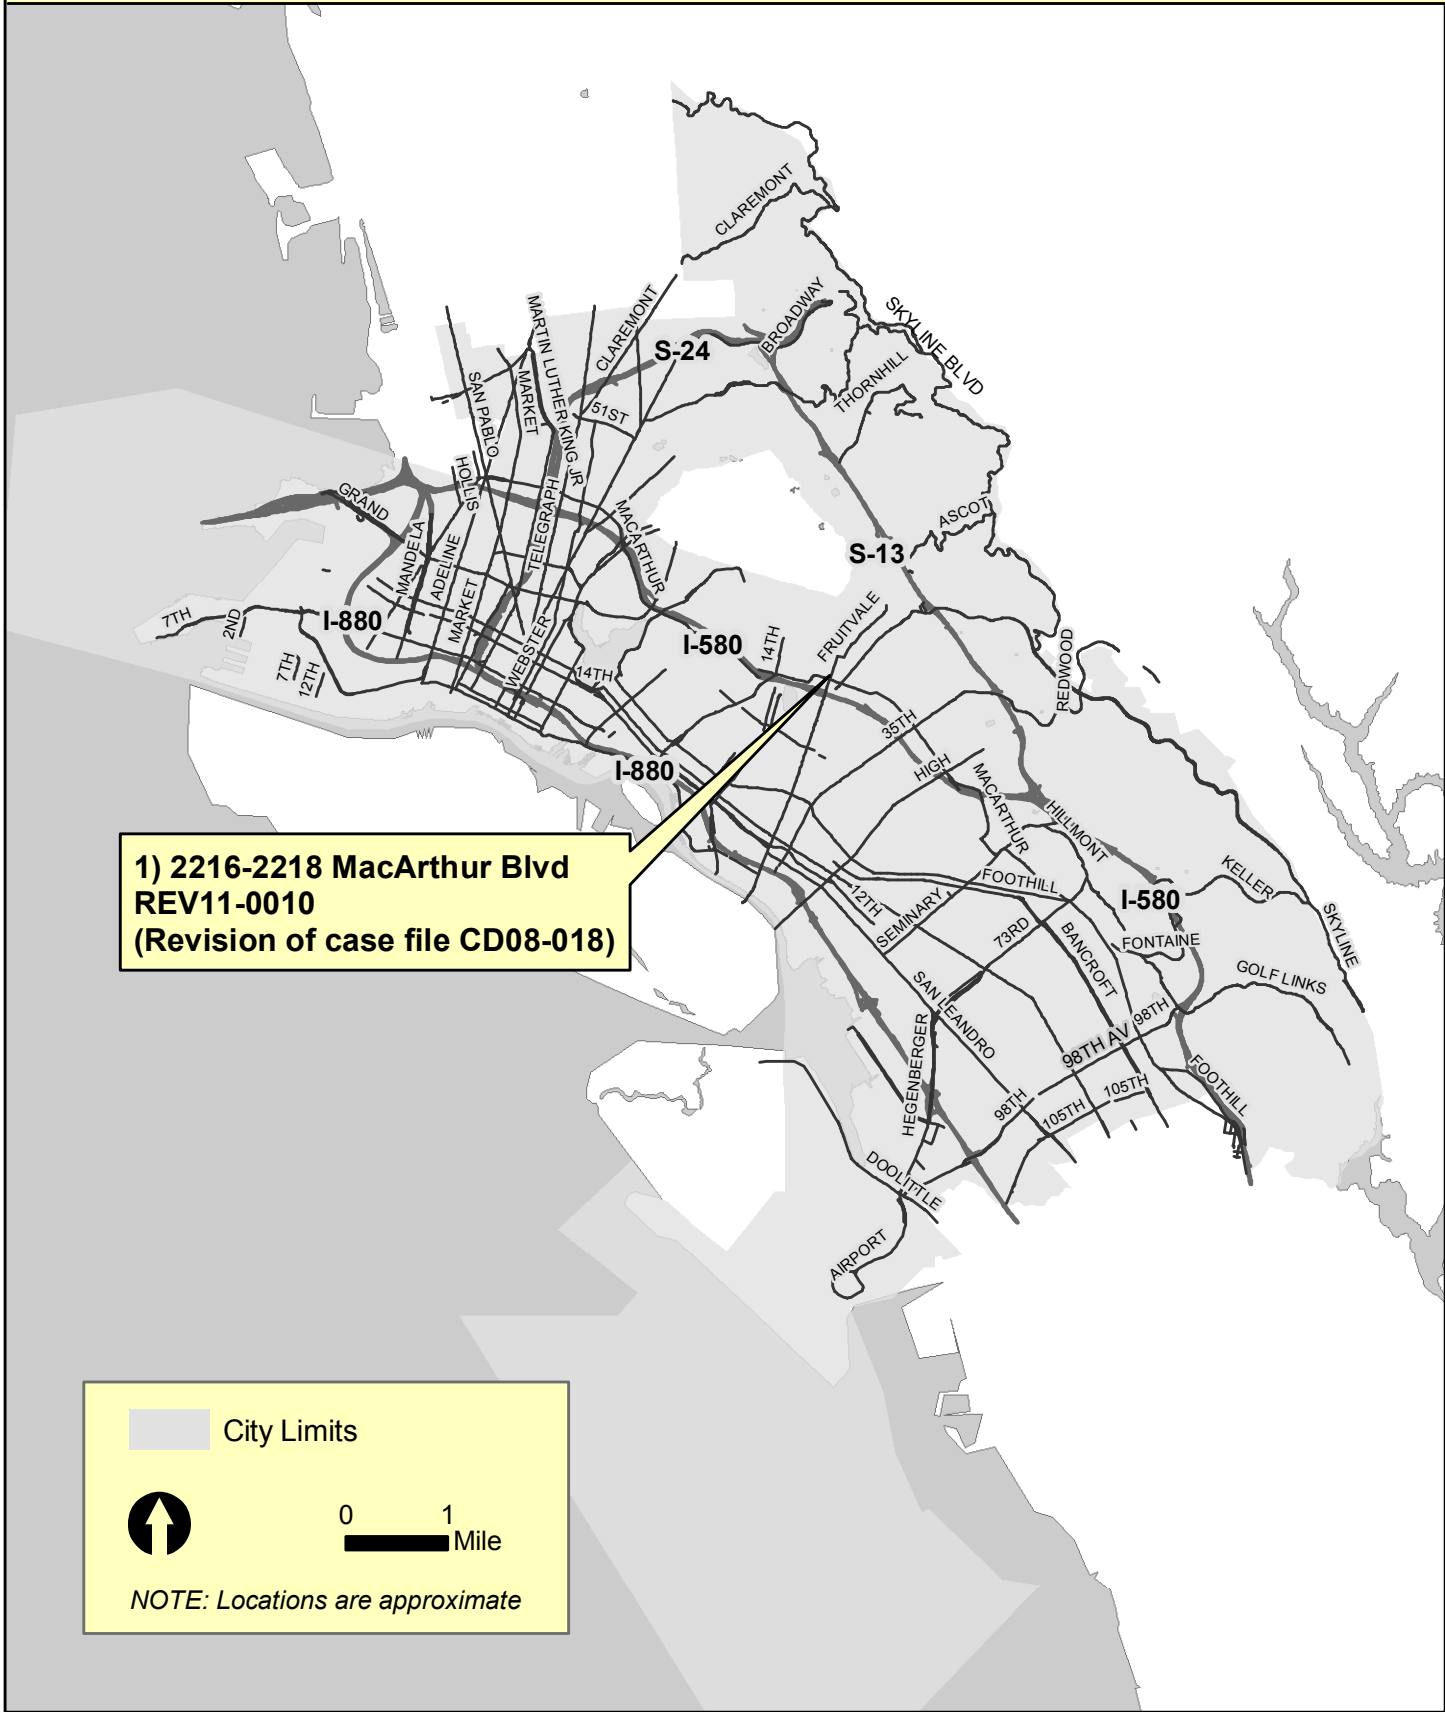 CLAREMONT
BROADWAY
SKYLINE BLVD
MARTIN LUTHER KING JR
CLAREMONT
S-24
THORNHILL
SAN PABLO
MARKET
51ST
HOLLIS
GRAND
TELEGRAPH
MACARTHUR
ASCOT
MANDELA
ADELINE
S-13
MARKET
7TH
2ND
I-880
WEBSTER
I-580
14TH
FRUITVALE
REDWOOD
7TH
12TH
14TH
35TH
I-880
HIGH
MACARTHUR
HILLMONT
1) 2216-2218 MacArthur Blvd
REV11-0010
(Revision of case file CD08-018)
12TH
SEMINARY
FOOTHILL
I-580
KELLER
SKYLINE
73RD
BANCROFT
FONTAINE
GOLF LINKS
SAN LEANDRO
HEGENBERGER
98TH AV
98TH
98TH
105TH
105TH
FOOTHILL
DOOLITTLE
AIRPORT
City Limits
0 1
Mile
NOTE: Locations are approximate